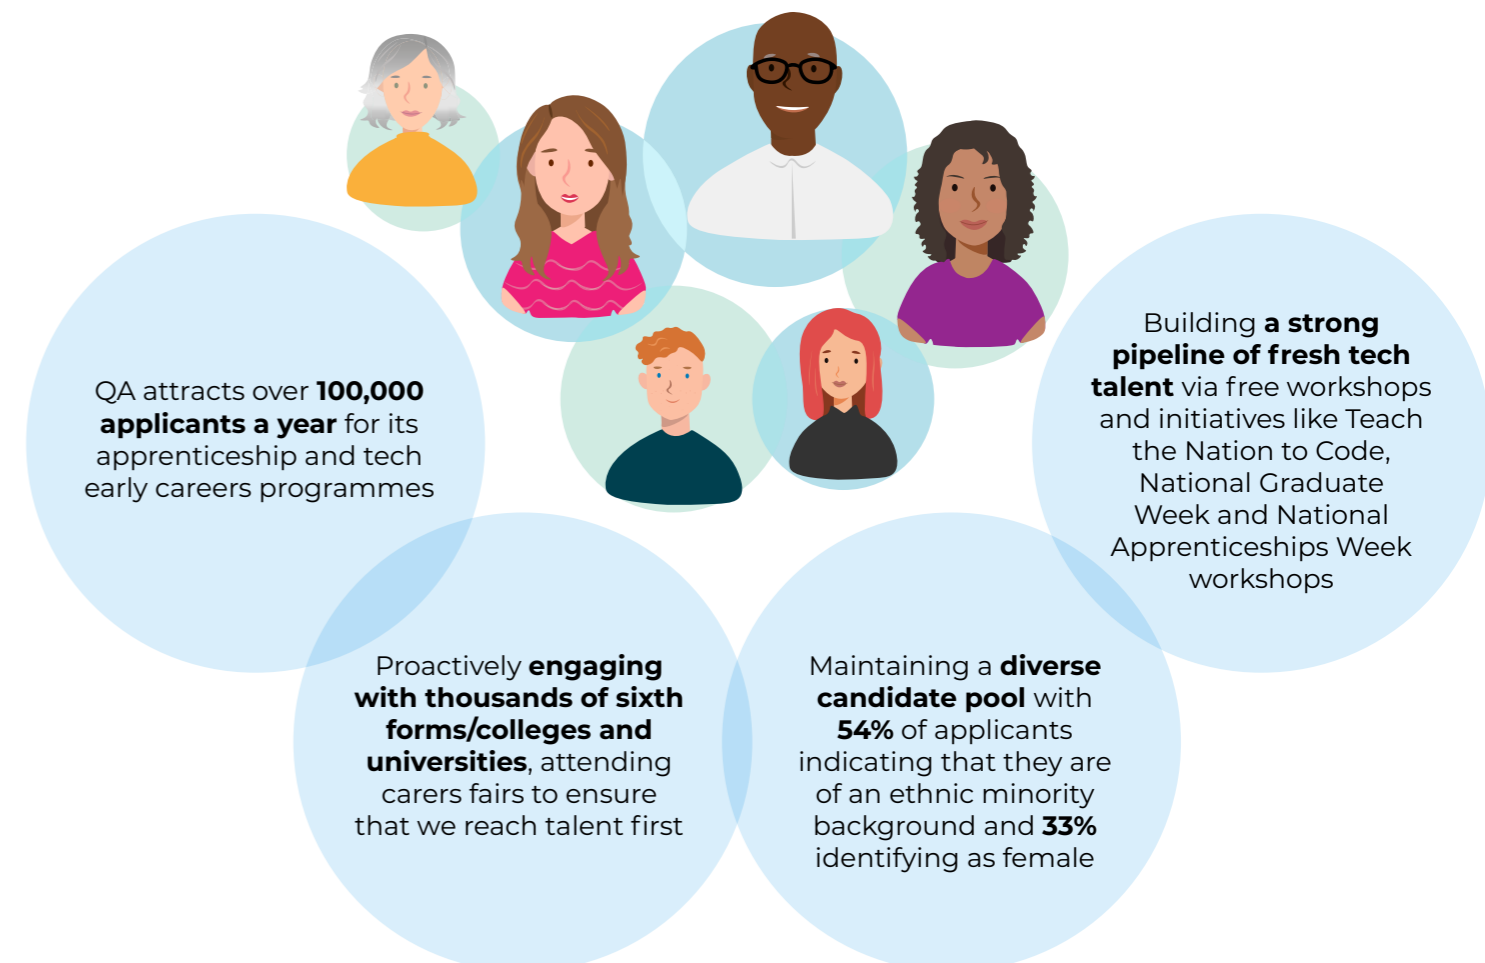 QA attracts over 100,000
applicants a year for its
apprenticeship and tech
early careers programmes
Proactively engaging
with thousands of sixth
forms/colleges and
universities, attending
carers fairs to ensure
that we reach talent first
Maintaining a diverse
candidate pool with
54% of applicants
indicating that they are
of an ethnic minority
background and 33%
identifying as female
Building a strong
pipeline of fresh tech
talent via free workshops
and initiatives like Teach
the Nation to Code,
National Graduate
Week and National
Apprenticeships Week
workshops